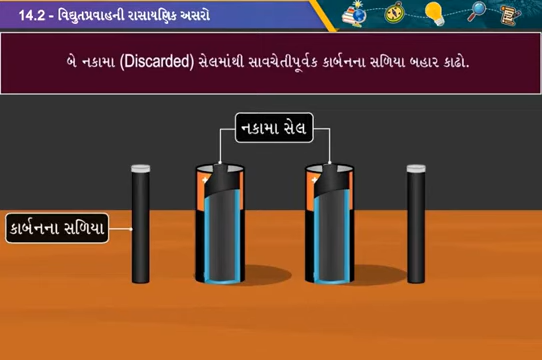 14.2 - વિદ્યુતપ્રવાહની રાસાયણિક અસરો
બે નકામા (Discarded) સેલમાંથી સાવચેતીપૂર્વક કાર્બનના સળિયા બહાર કાઢો.
નકામા સેલ
કાર્બનના સળિયા